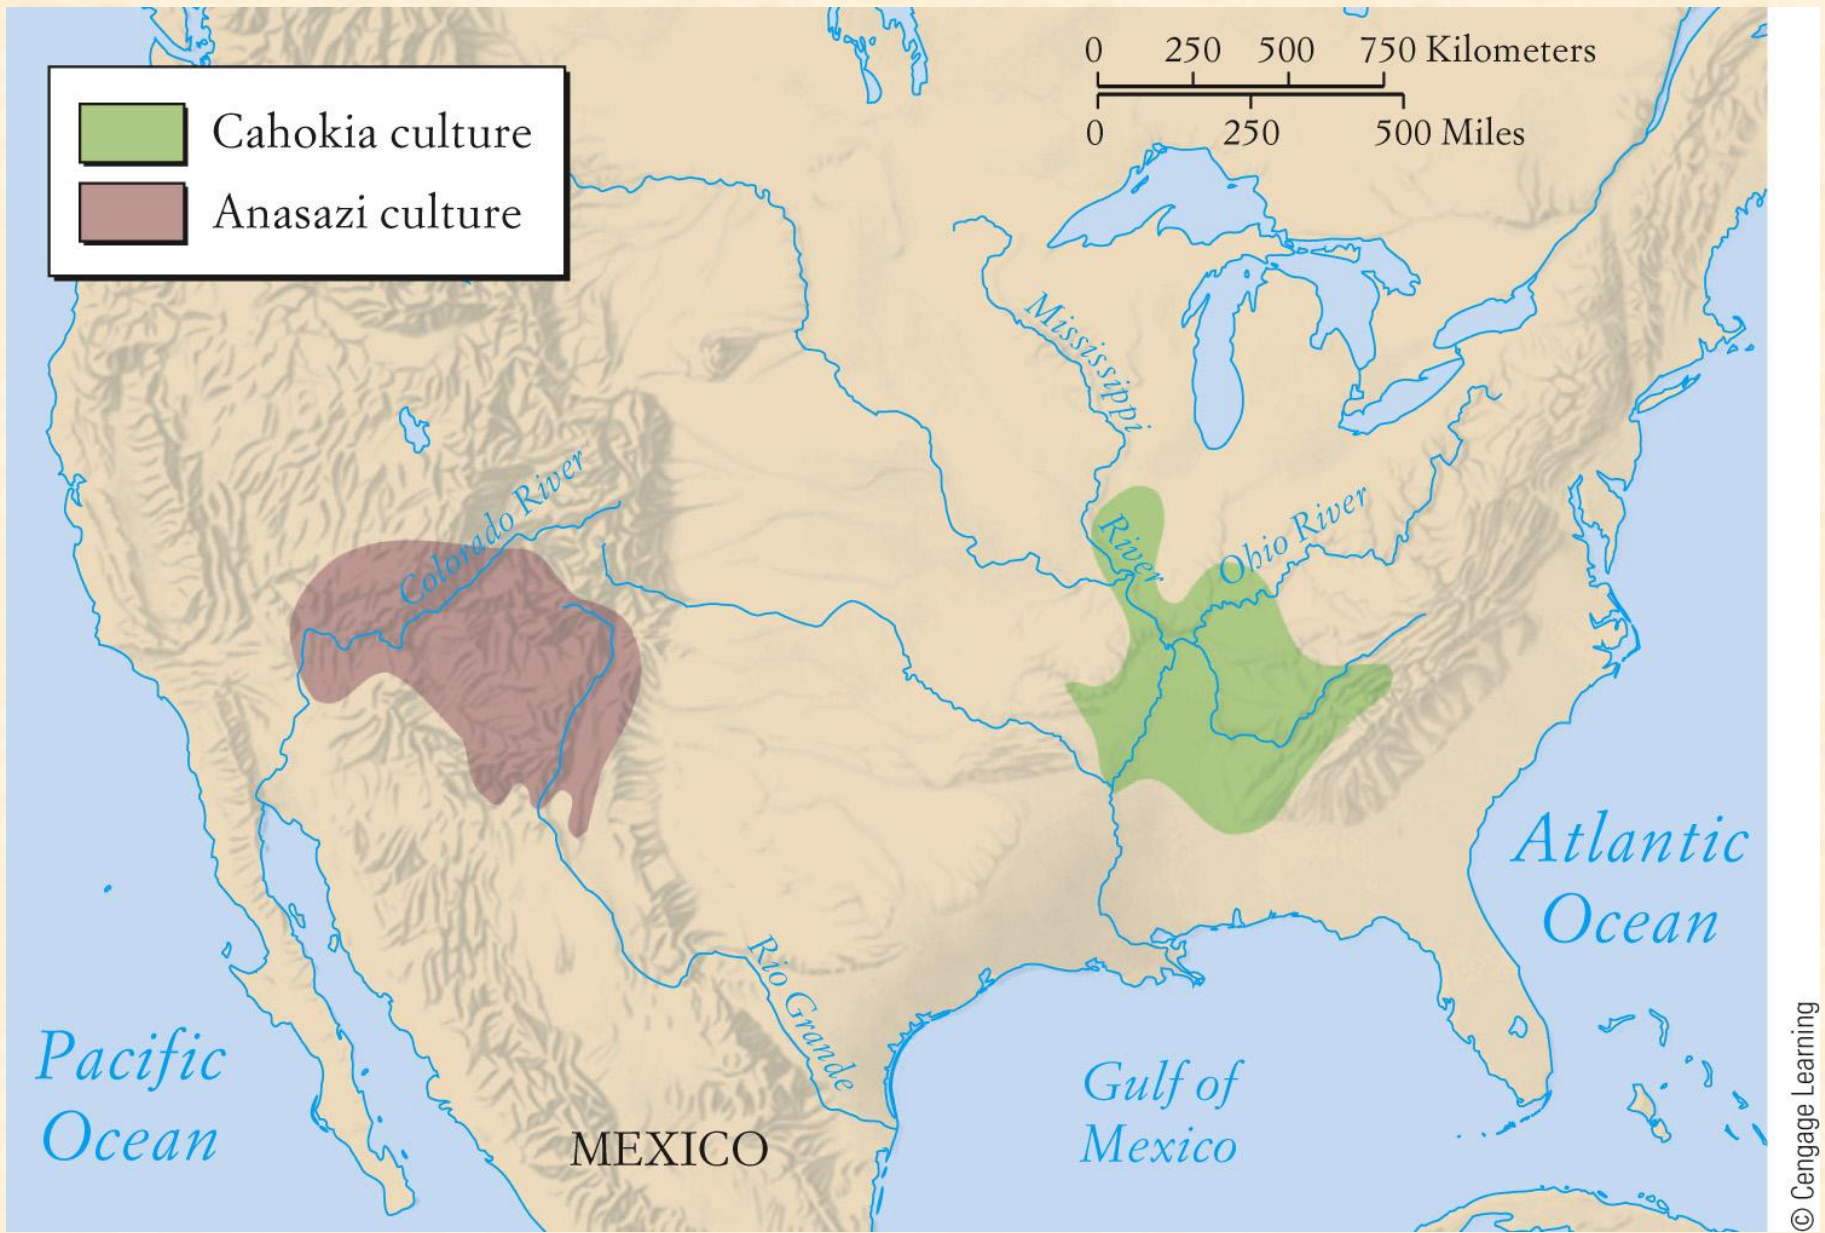 Cahokia culture
Anasazi culture
0 250 500 750 Kilometers
0 250 500 Miles
Mississippi
River
Ohio River
Colorado River
Rio Grande
Atlantic
Ocean
Pacific
Ocean
Gulf of
Mexico
MEXICO
© Cengage Learning